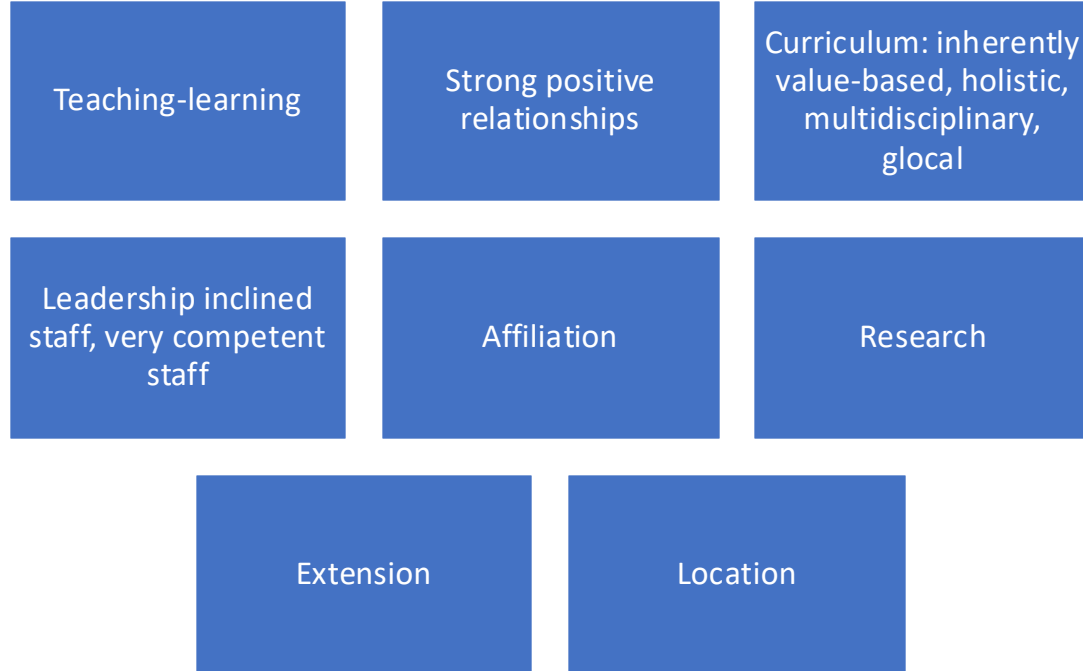 Teaching-learning
Strong positive
relationships
Curriculum: inherently
value-based, holistic,
multidisciplinary,
glocal
Leadership inclined
staff, very competent
staff
Affiliation
Research
Extension
Location